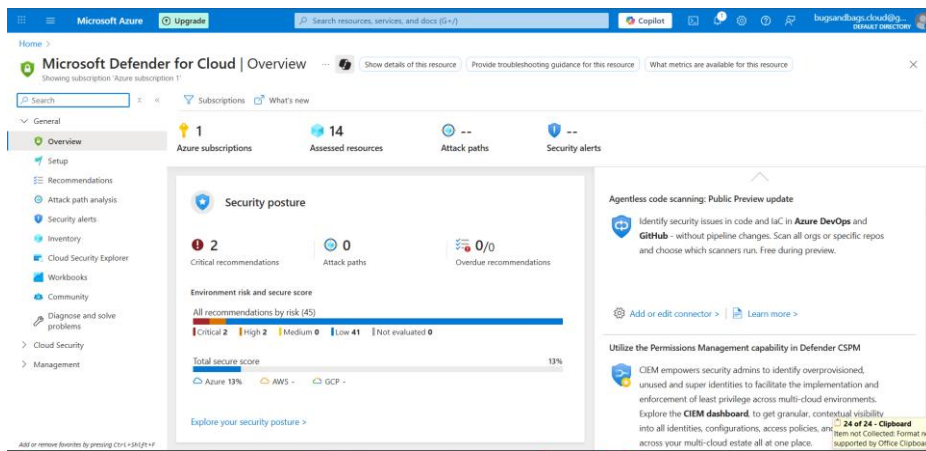 Microsoft Azure
Upgrade
Search resources, services, and docs (G+/)
Copilot
1
bugsandbags.cloud@g...
DEFAULT DIRECTORY
Home >
Microsoft Defender for Cloud | Overview ...
Show details of this resource
Provide troubleshooting guidance for this resource
What metrics are available for this resource
Showing subscription 'Azure subscription 1'
Search
Subscriptions
What's new
General
Overview
Setup
Recommendations
Attack path analysis
Security alerts
Inventory
Cloud Security Explorer
Workbooks
Community
Diagnose and solve
problems
Cloud Security
Management
Add or remove favorites by pressing Ctrl+Shift+F
1
Azure subscriptions
14
Assessed resources
--
Attack paths
--
Security alerts
Security posture
2
Critical recommendations
0
Attack paths
0/0
Overdue recommendations
Environment risk and secure score
All recommendations by risk (45)
Critical 2 High 2 Medium 0 Low 41 Not evaluated 0
Total secure score 13%
Azure 13% AWS - GCP -
Explore your security posture >
Agentless code scanning: Public Preview update
Identify security issues in code and IaC in Azure DevOps and
GitHub - without pipeline changes. Scan all orgs or specific repos
and choose which scanners run. Free during preview.
Add or edit connector > | Learn more >
Utilize the Permissions Management capability in Defender CSPM
CIEM empowers security admins to identify overprovisioned,
unused and super identities to facilitate the implementation and
enforcement of least privilege across multi-cloud environments.
Explore the CIEM dashboard, to get granular, contextual visibility
into all identities, configurations, access policies, and
across your multi-cloud estate all at one place.
24 of 24 - Clipboard
Item not Collected: Format n
supported by Office Clipboa